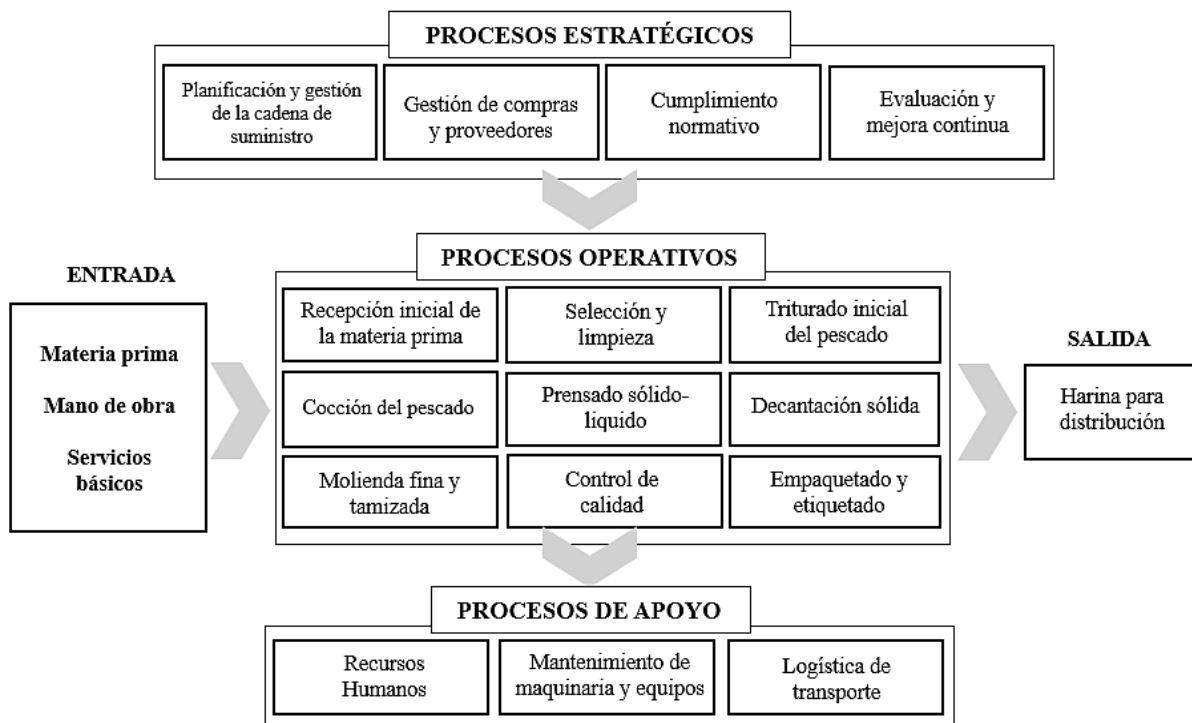 PROCESOS ESTRATÉGICOS
Planificación y gestión
de la cadena de
suministro
Gestión de compras
y proveedores
Cumplimiento
normativo
Evaluación y
mejora continua
PROCESOS OPERATIVOS
ENTRADA
Materia prima
Mano de obra
Servicios
básicos
Recepción inicial de
la materia prima
Selección y
limpieza
Triturado inicial
del pescado
Cocción del pescado
Prensado sólido-
liquido
Decantación sólida
Molienda fina y
tamizada
Control de
calidad
Empaquetado y
etiquetado
SALIDA
Harina para
distribución
PROCESOS DE APOYO
Recursos
Humanos
Mantenimiento de
maquinaria y equipos
Logística de
transporte